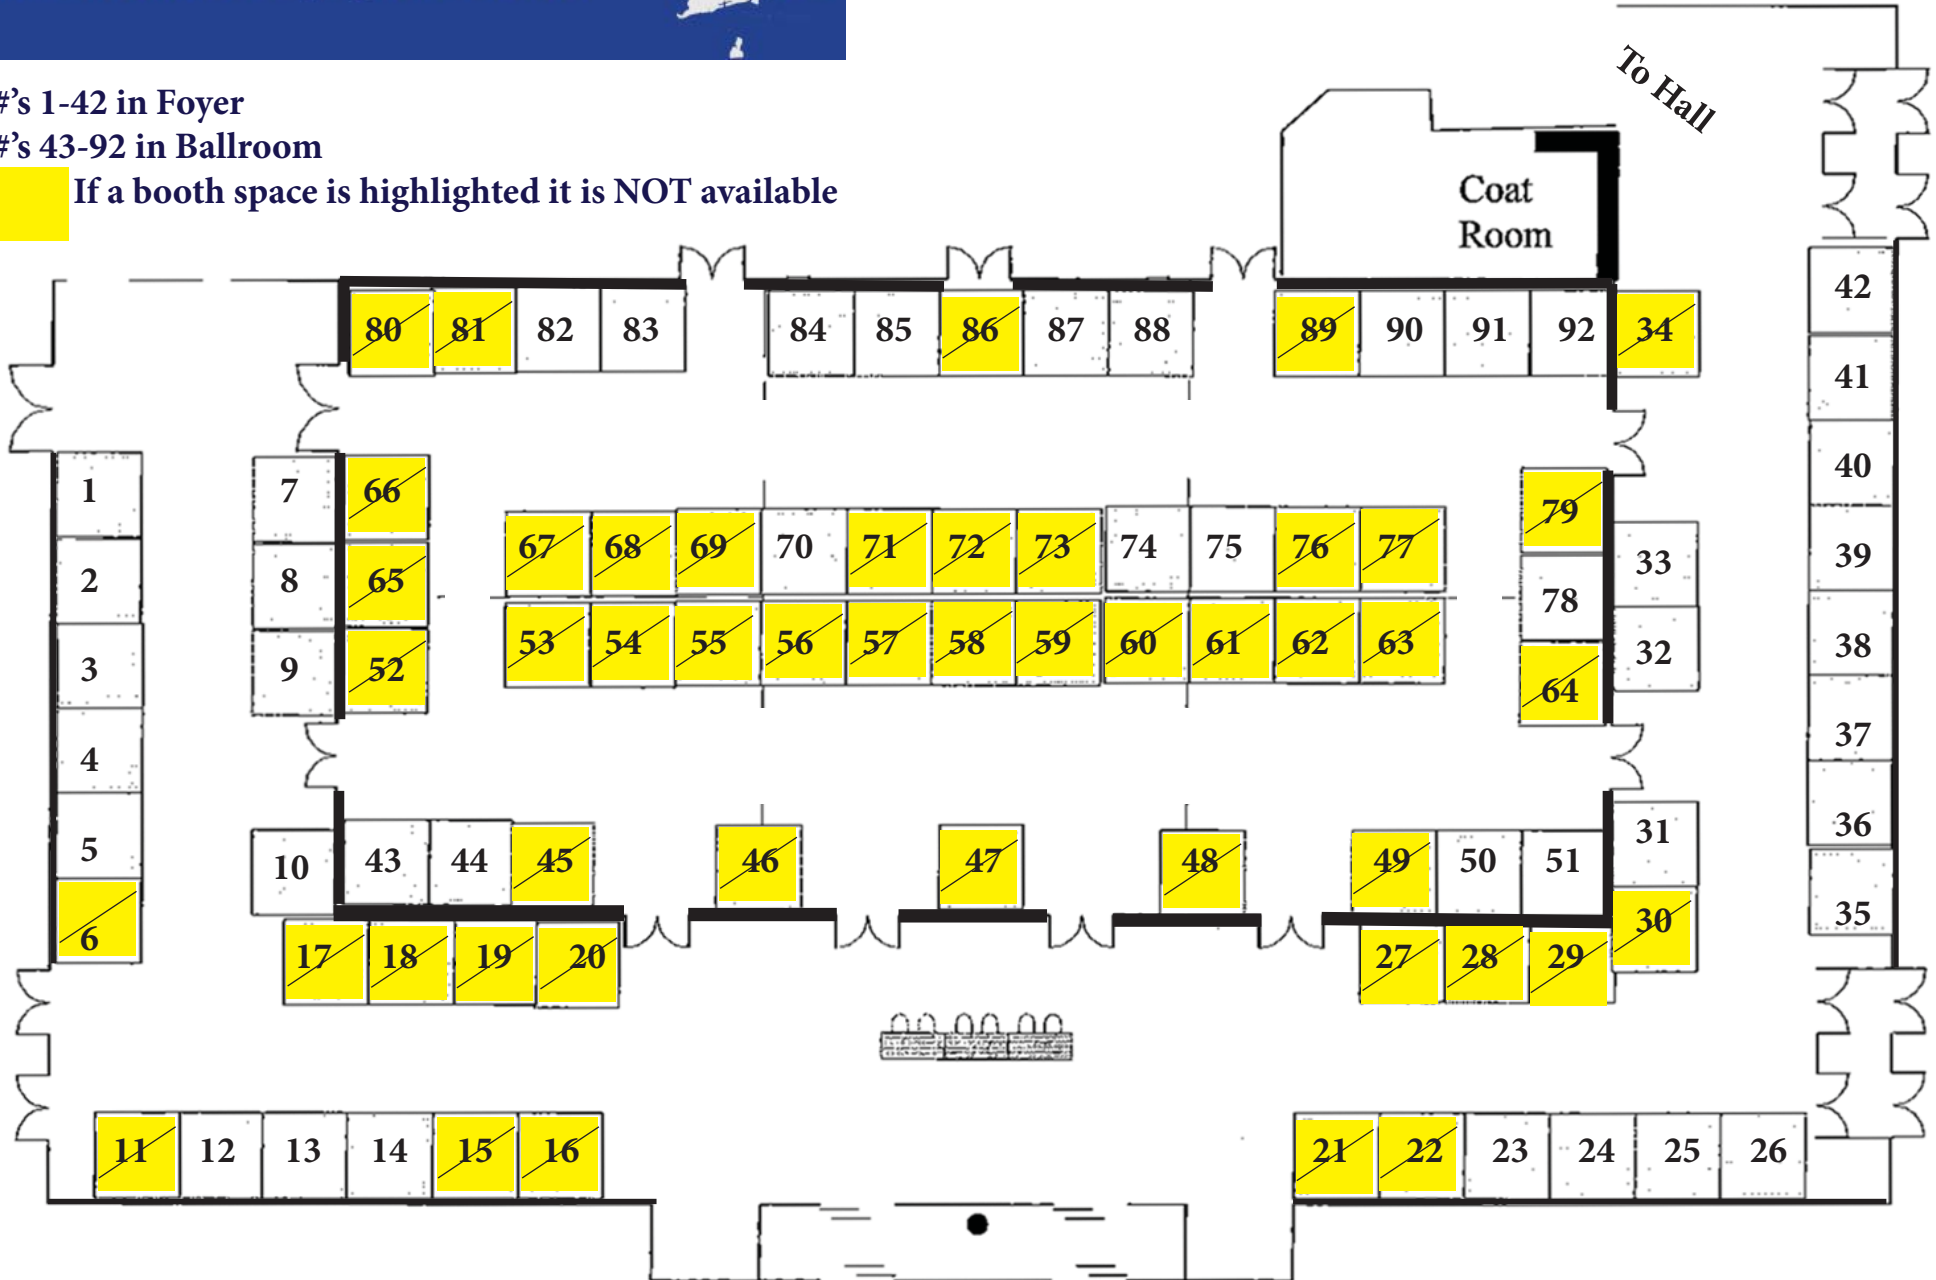 #'s 1-42 in Foyer
#'s 43-92 in Ballroom
If a booth space is highlighted it is NOT available
To Hall
Coat
Room
80 81 82 83 84 85 86 87 88 89 90 91 92 34
42
41
40
39
38
37
36
35
1
2
3
4
5
6
7
8
9
10
66
65
52
67 68 69 70 71 72 73 74 75 76 77
53 54 55 56 57 58 59 60 61 62 63
79
78
64
33
32
31
30
43 44 45 46 47 48 49 50 51
17 18 19 20 27 28 29
11 12 13 14 15 16 21 22 23 24 25 26